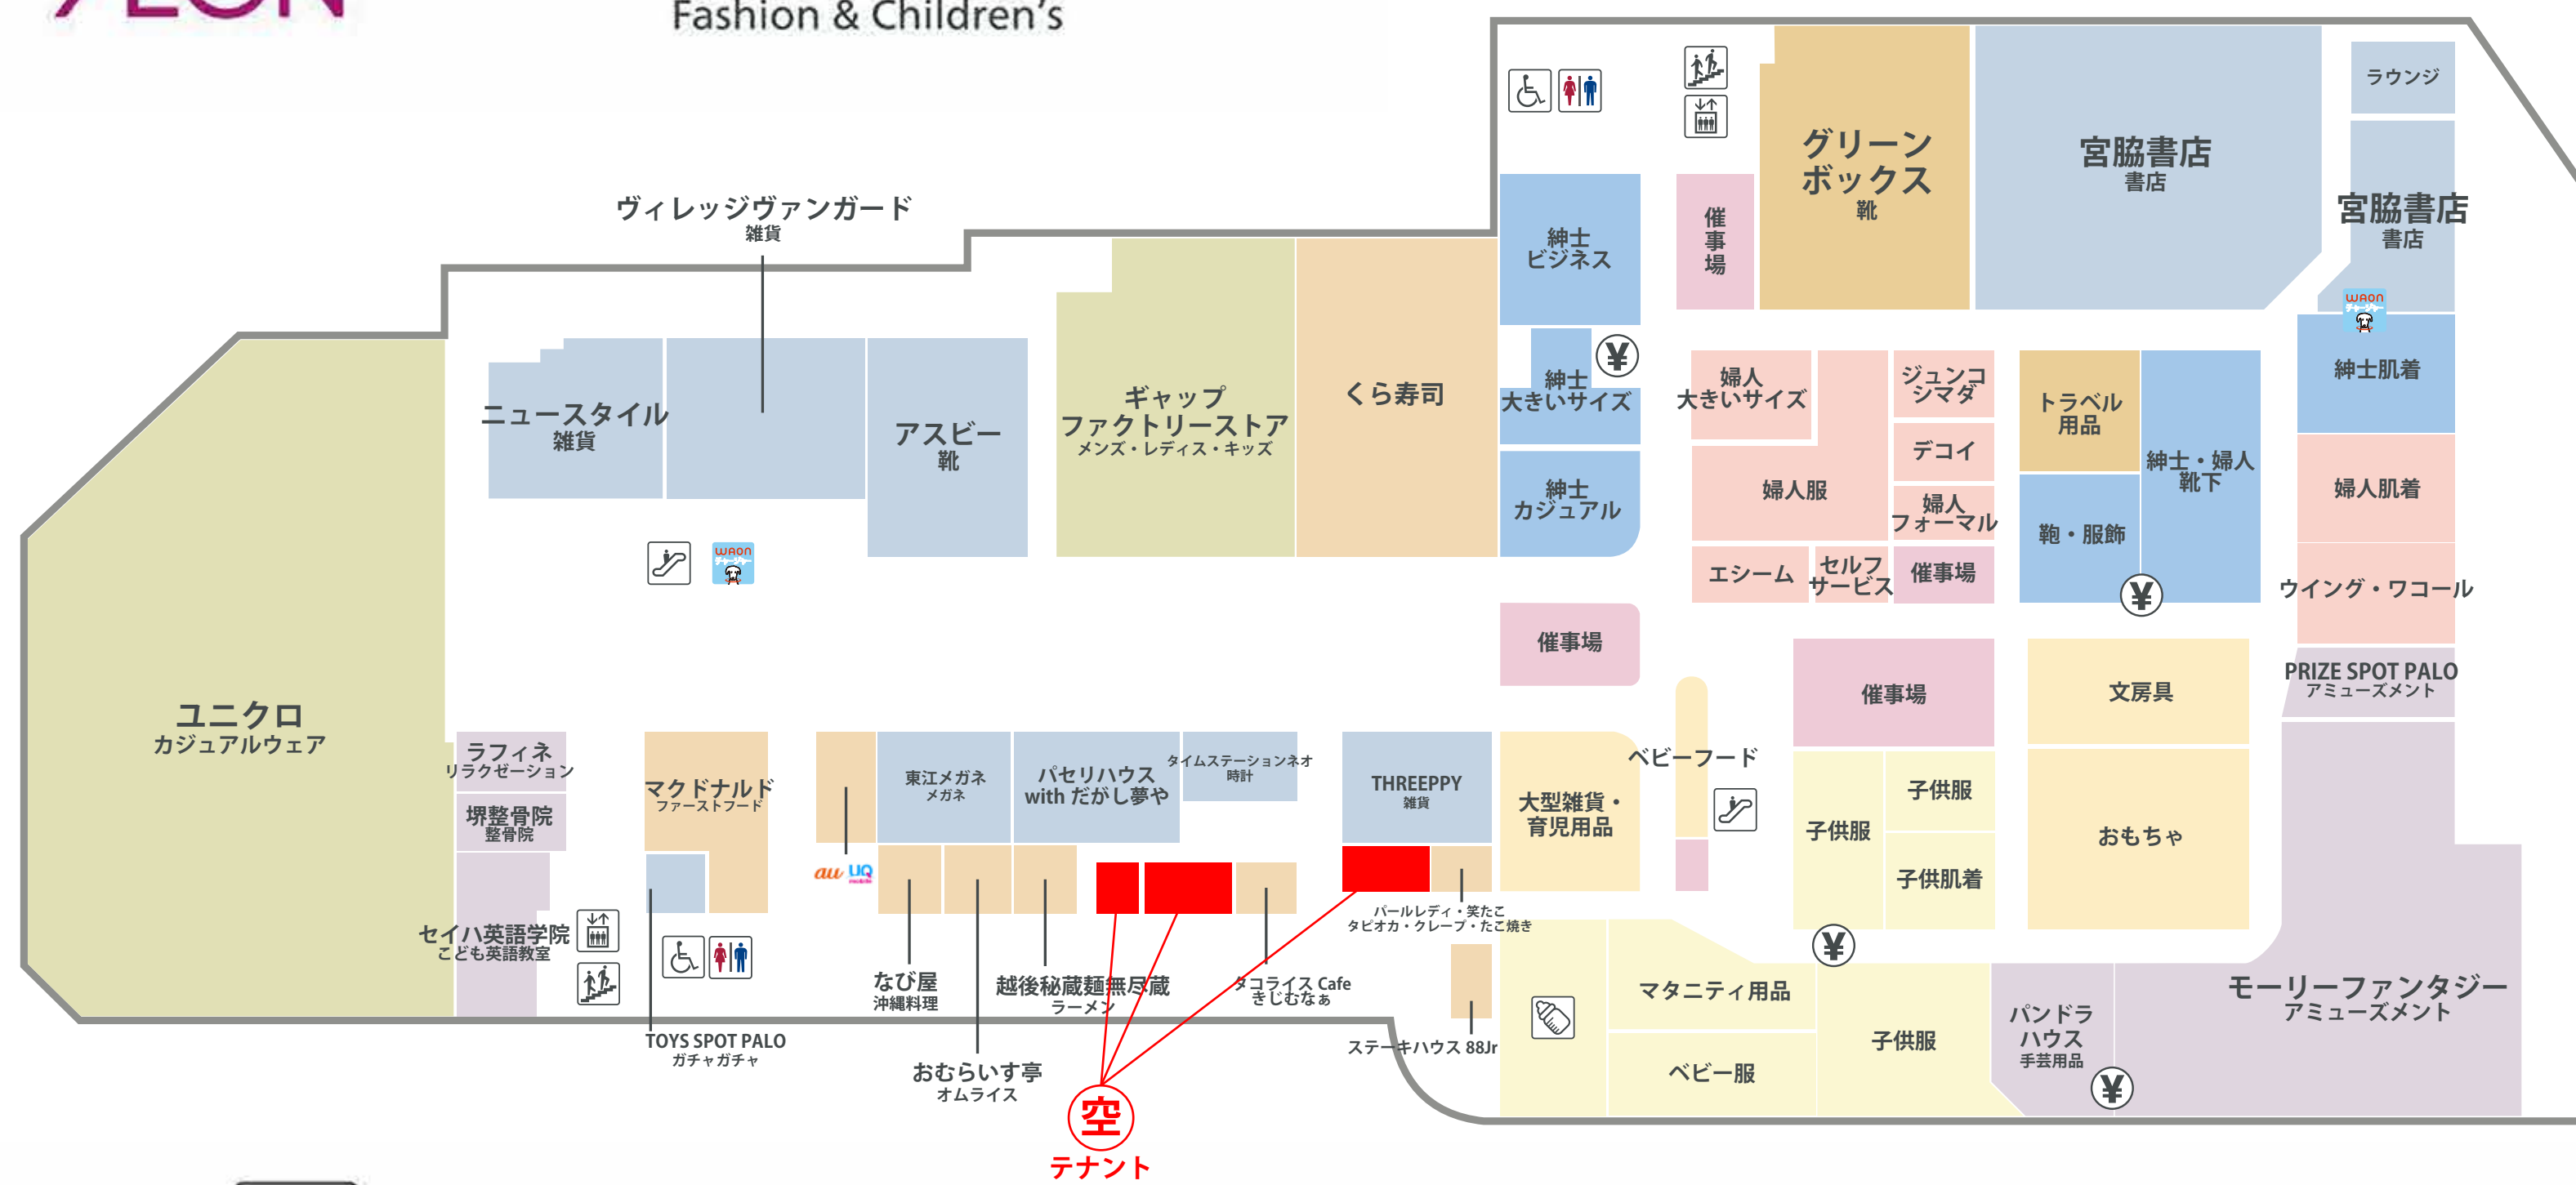 ÆON
Fashion & Children's
ヴィレッジヴァンガード
雑貨
ニュースタイル
雑貨
アスビー
靴
ギャップ
ファクトリーストア
メンズ・レディス・キッズ
くら寿司
ユニクロ
カジュアルウェア
WAON
チャージャー
ラフィネ
リラクゼーション
堺整骨院
整骨院
セイハ英語学院
こども英語教室
マクドナルド
ファーストフード
TOYS SPOT PALO
ガチャガチャ
au UQ
mobile
東江メガネ
メガネ
パセリハウス
with だがし夢や
タイムステーションネオ
時計
THREEPPY
雑貨
なび屋
沖縄料理
おむらいす亭
オムライス
越後秘蔵麺無尽蔵
ラーメン
タコライス Cafe
きじむなぁ
パールレディ・笑たこ
タピオカ・クレープ・たこ焼き
ステーキハウス 88Jr
空
テナント
紳士
ビジネス
紳士
大きいサイズ
¥
紳士
カジュアル
催事場
催
事
場
グリーン
ボックス
靴
宮脇書店
書店
ラウンジ
宮脇書店
書店
WAON
チャージャー
婦人
大きいサイズ
婦人服
ジュンコ
シマダ
デコイ
婦人
フォーマル
エシーム
セルフ
サービス
催事場
トラベル
用品
鞄・服飾
紳士・婦人
靴下
¥
紳士肌着
婦人肌着
ウイング・ワコール
PRIZE SPOT PALO
アミューズメント
大型雑貨・
育児用品
ベビーフード
催事場
子供服
子供服
子供肌着
¥
文房具
おもちゃ
マタニティ用品
ベビー服
子供服
パンドラ
ハウス
手芸用品
¥
モーリーファンタジー
アミューズメント